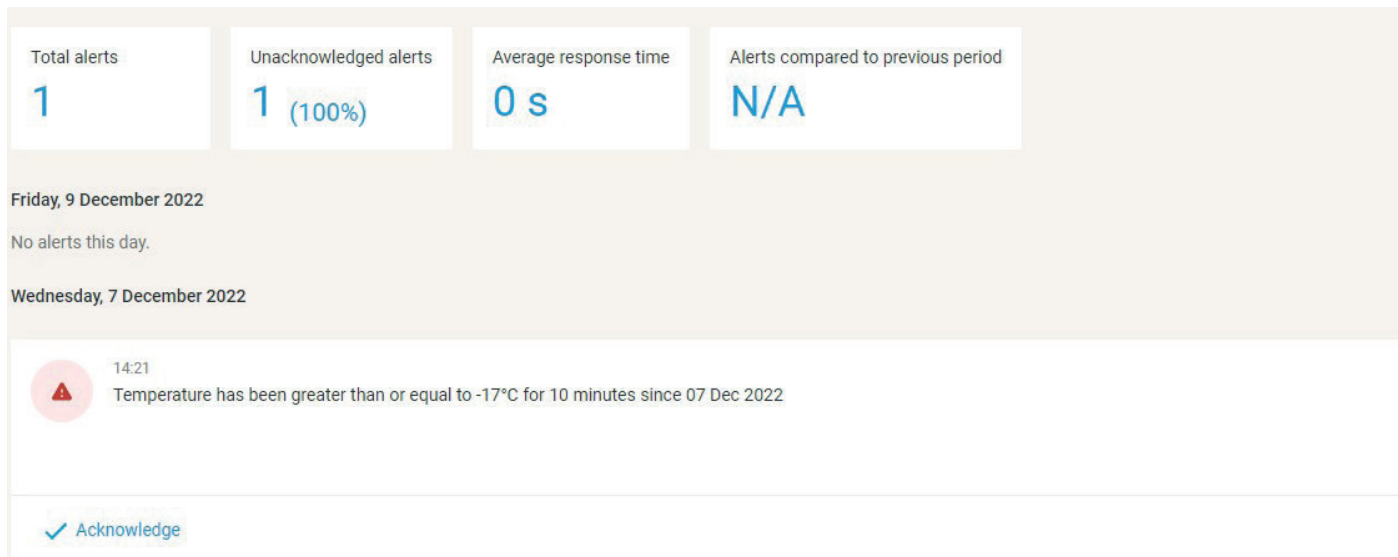 Total alerts
1
Unacknowledged alerts
1 (100%)
Average response time
0 s
Alerts compared to previous period
N/A
Friday, 9 December 2022
No alerts this day.
Wednesday, 7 December 2022
14:21
Temperature has been greater than or equal to -17°C for 10 minutes since 07 Dec 2022
Acknowledge